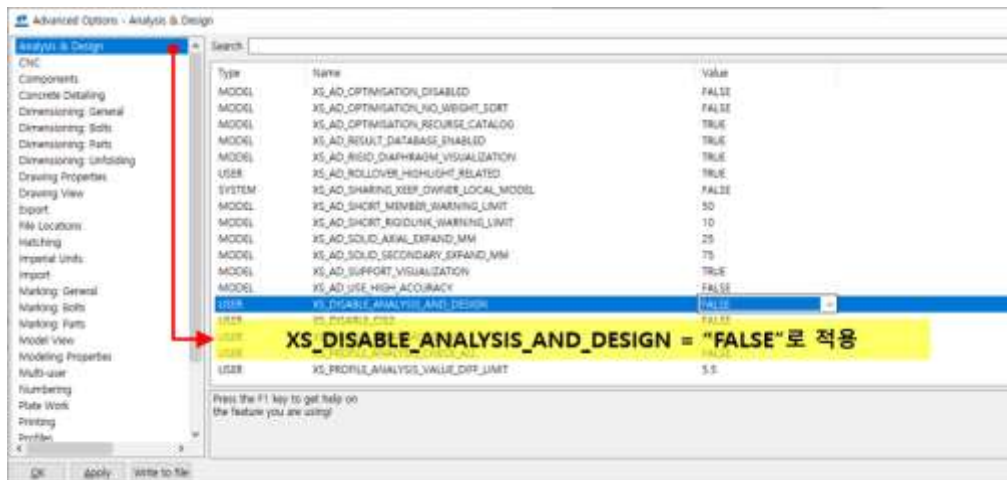 Advanced Options - Analysis & Design
Analysis & Design
CNC
Components
Concrete Detailing
Dimensioning: General
Dimensioning: Bolts
Dimensioning: Parts
Dimensioning: Unfolding
Drawing Properties
Drawing View
Export
File Locations
Hatching
Imperial Units
Import
Marking: General
Marking: Bolts
Marking: Parts
Model View
Modeling Properties
Multi-user
Numbering
Plate Work
Printing
Profiles
Search
Type Name Value
MODEL XS_AD_OPTIMISATION_DISABLED FALSE
MODEL XS_AD_OPTIMISATION_NO_WEIGHT_SORT FALSE
MODEL XS_AD_OPTIMISATION_RECURSE_CATALOG TRUE
MODEL XS_AD_RESULT_DATABASE_ENABLED TRUE
MODEL XS_AD_RIGID_DIAPHRAGM_VISUALIZATION TRUE
USER XS_AD_ROLLOVER_HIGHLIGHT_RELATED TRUE
SYSTEM XS_AD_SHARING_KEEP_OWNER_LOCAL_MODEL FALSE
MODEL XS_AD_SHORT_MEMBER_WARNING_LIMIT 50
MODEL XS_AD_SHORT_RIGIDLINK_WARNING_LIMIT 10
MODEL XS_AD_SOLID_AXIAL_EXPAND_MM 25
MODEL XS_AD_SOLID_SECONDARY_EXPAND_MM 75
MODEL XS_AD_SUPPORT_VISUALIZATION TRUE
MODEL XS_AD_USE_HIGH_ACCURACY FALSE
USER XS_DISABLE_ANALYSIS_AND_DESIGN FALSE
XS_DISABLE_ANALYSIS_AND_DESIGN = “FALSE”로 적용
USER XS_PROFILE_ANALYSIS_VALUE_DIFF_LIMIT 5.5
Press the F1 key to get help on
the feature you are using!
OK Apply Write to file